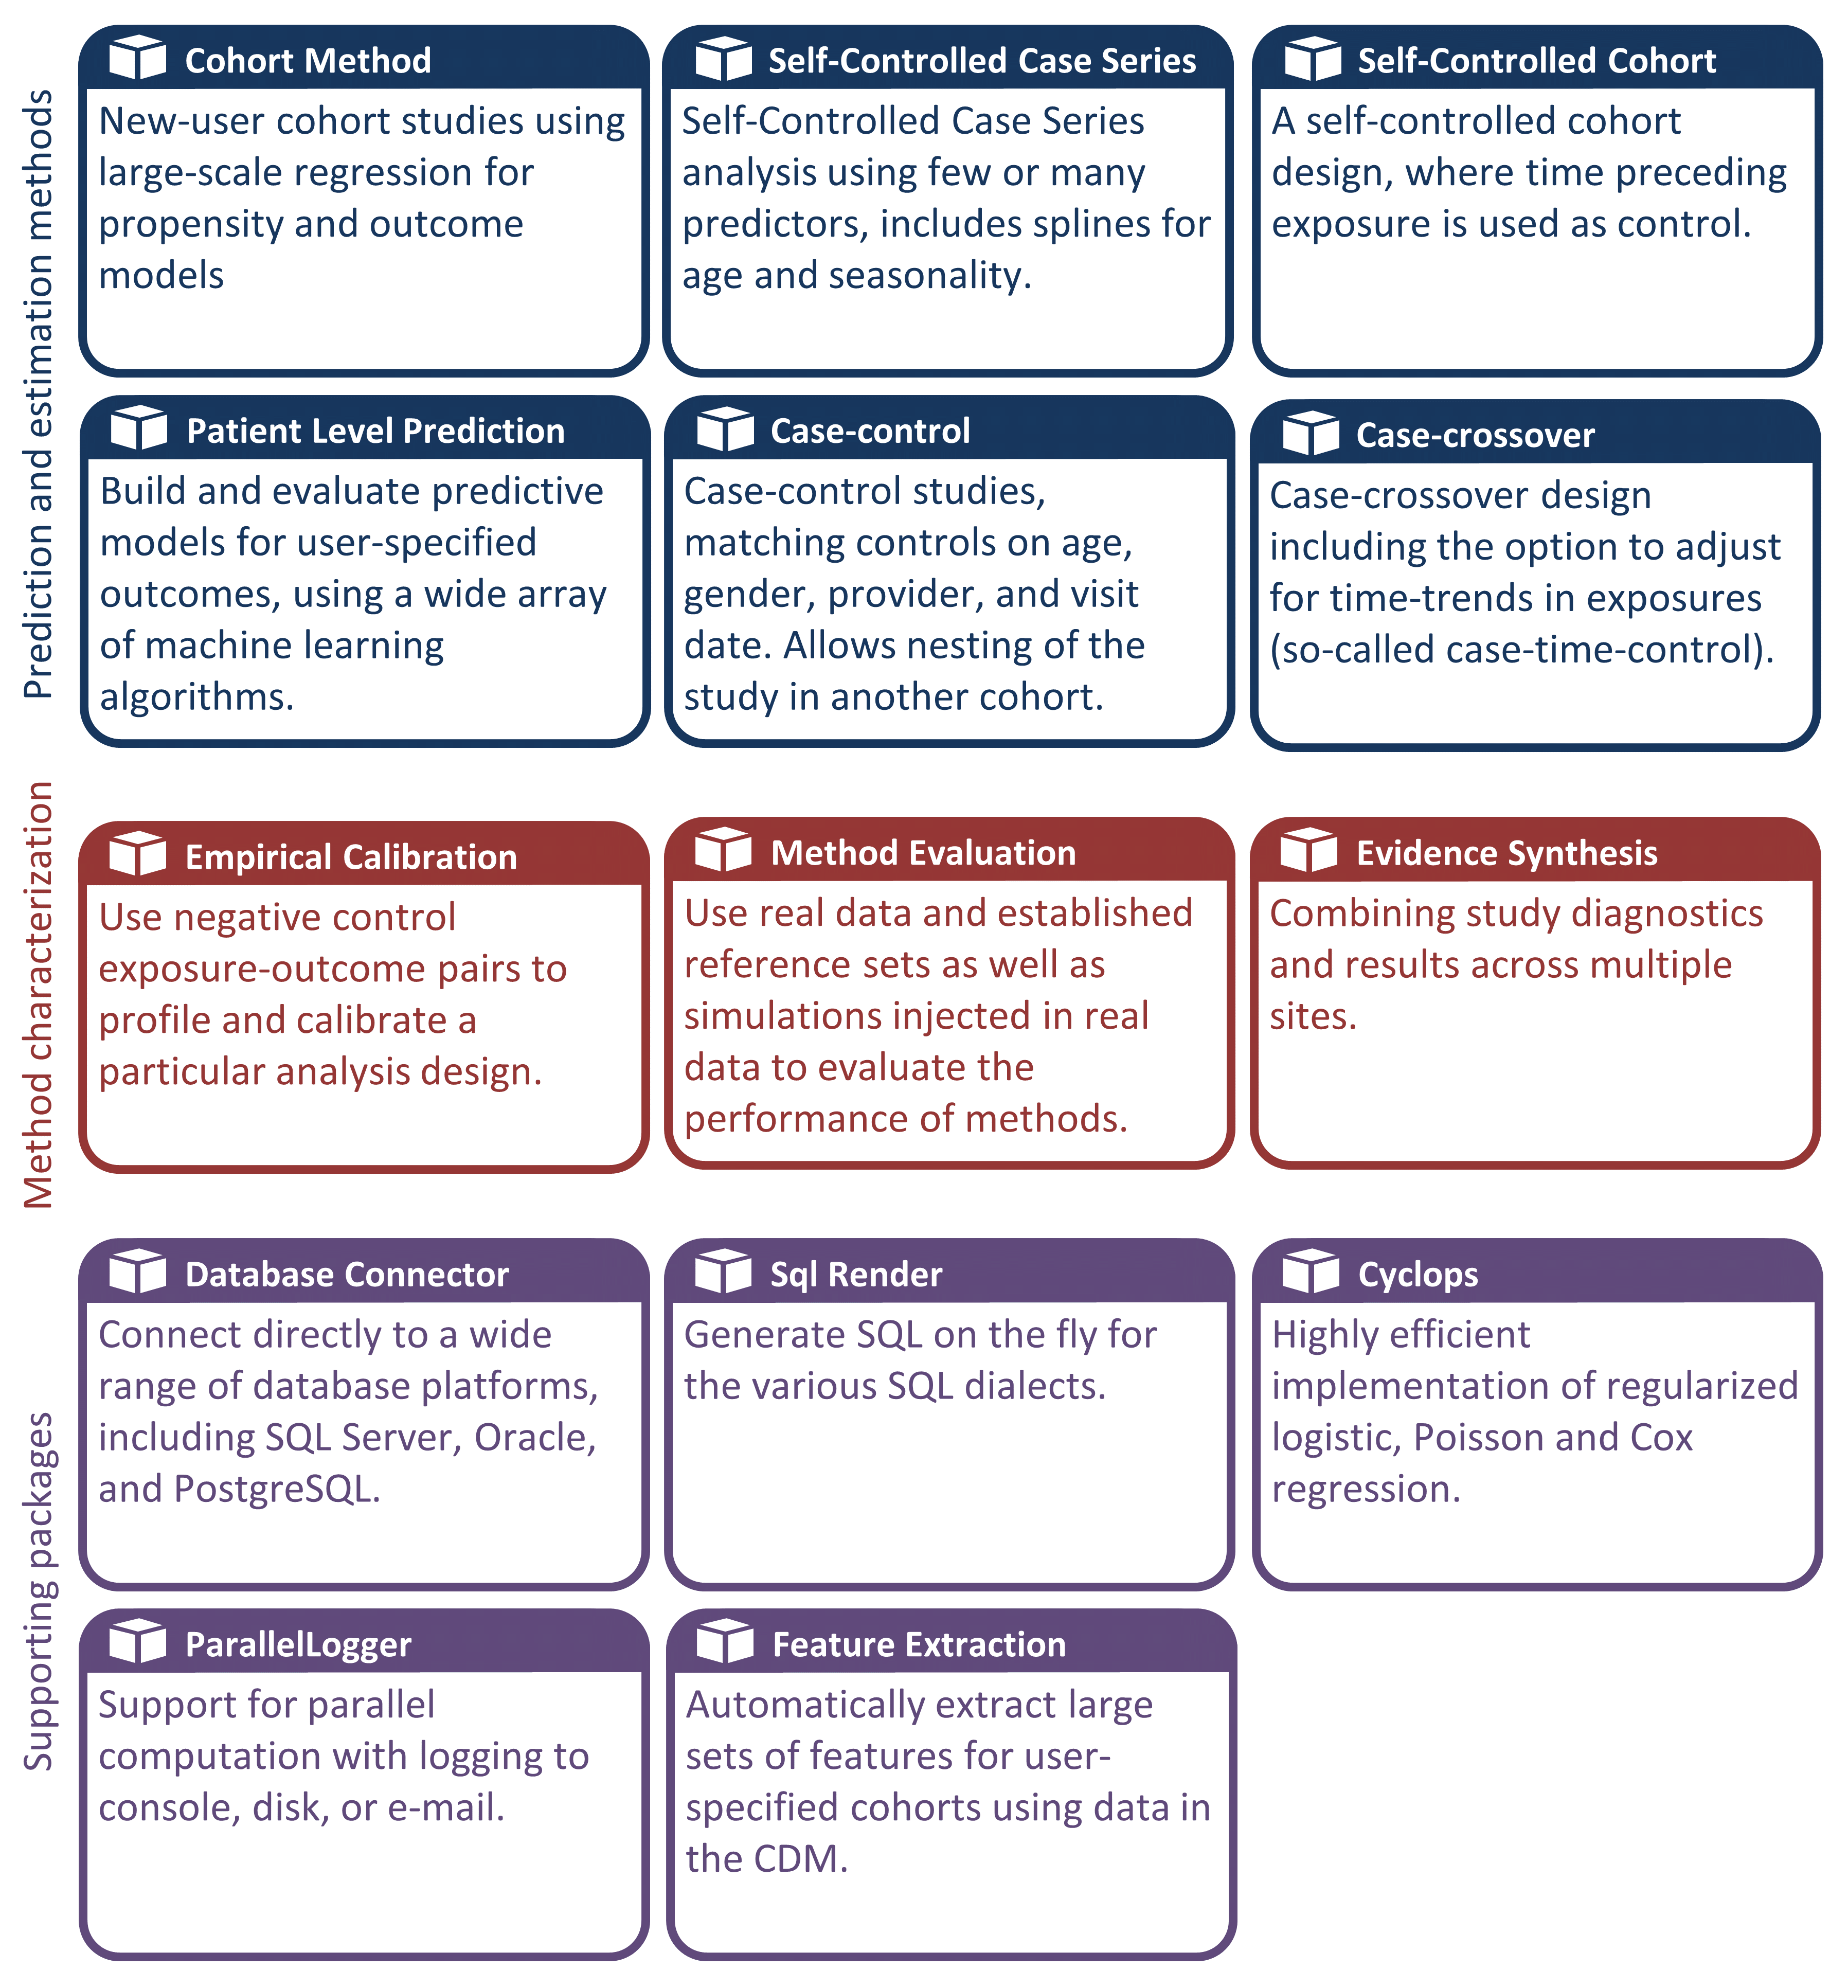 Prediction and estimation methods
Cohort Method
New-user cohort studies using
large-scale regression for
propensity and outcome
models
Self-Controlled Case Series
Self-Controlled Case Series
analysis using few or many
predictors, includes splines for
age and seasonality.
Self-Controlled Cohort
A self-controlled cohort
design, where time preceding
exposure is used as control.
Patient Level Prediction
Build and evaluate predictive
models for user-specified
outcomes, using a wide array
of machine learning
algorithms.
Case-control
Case-control studies,
matching controls on age,
gender, provider, and visit
date. Allows nesting of the
study in another cohort.
Case-crossover
Case-crossover design
including the option to adjust
for time-trends in exposures
(so-called case-time-control).
Method characterization
Empirical Calibration
Use negative control
exposure-outcome pairs to
profile and calibrate a
particular analysis design.
Method Evaluation
Use real data and established
reference sets as well as
simulations injected in real
data to evaluate the
performance of methods.
Evidence Synthesis
Combining study diagnostics
and results across multiple
sites.
Supporting packages
Database Connector
Connect directly to a wide
range of database platforms,
including SQL Server, Oracle,
and PostgreSQL.
Sql Render
Generate SQL on the fly for
the various SQL dialects.
Cyclops
Highly efficient
implementation of regularized
logistic, Poisson and Cox
regression.
ParallelLogger
Support for parallel
computation with logging to
console, disk, or e-mail.
Feature Extraction
Automatically extract large
sets of features for user-
specified cohorts using data in
the CDM.